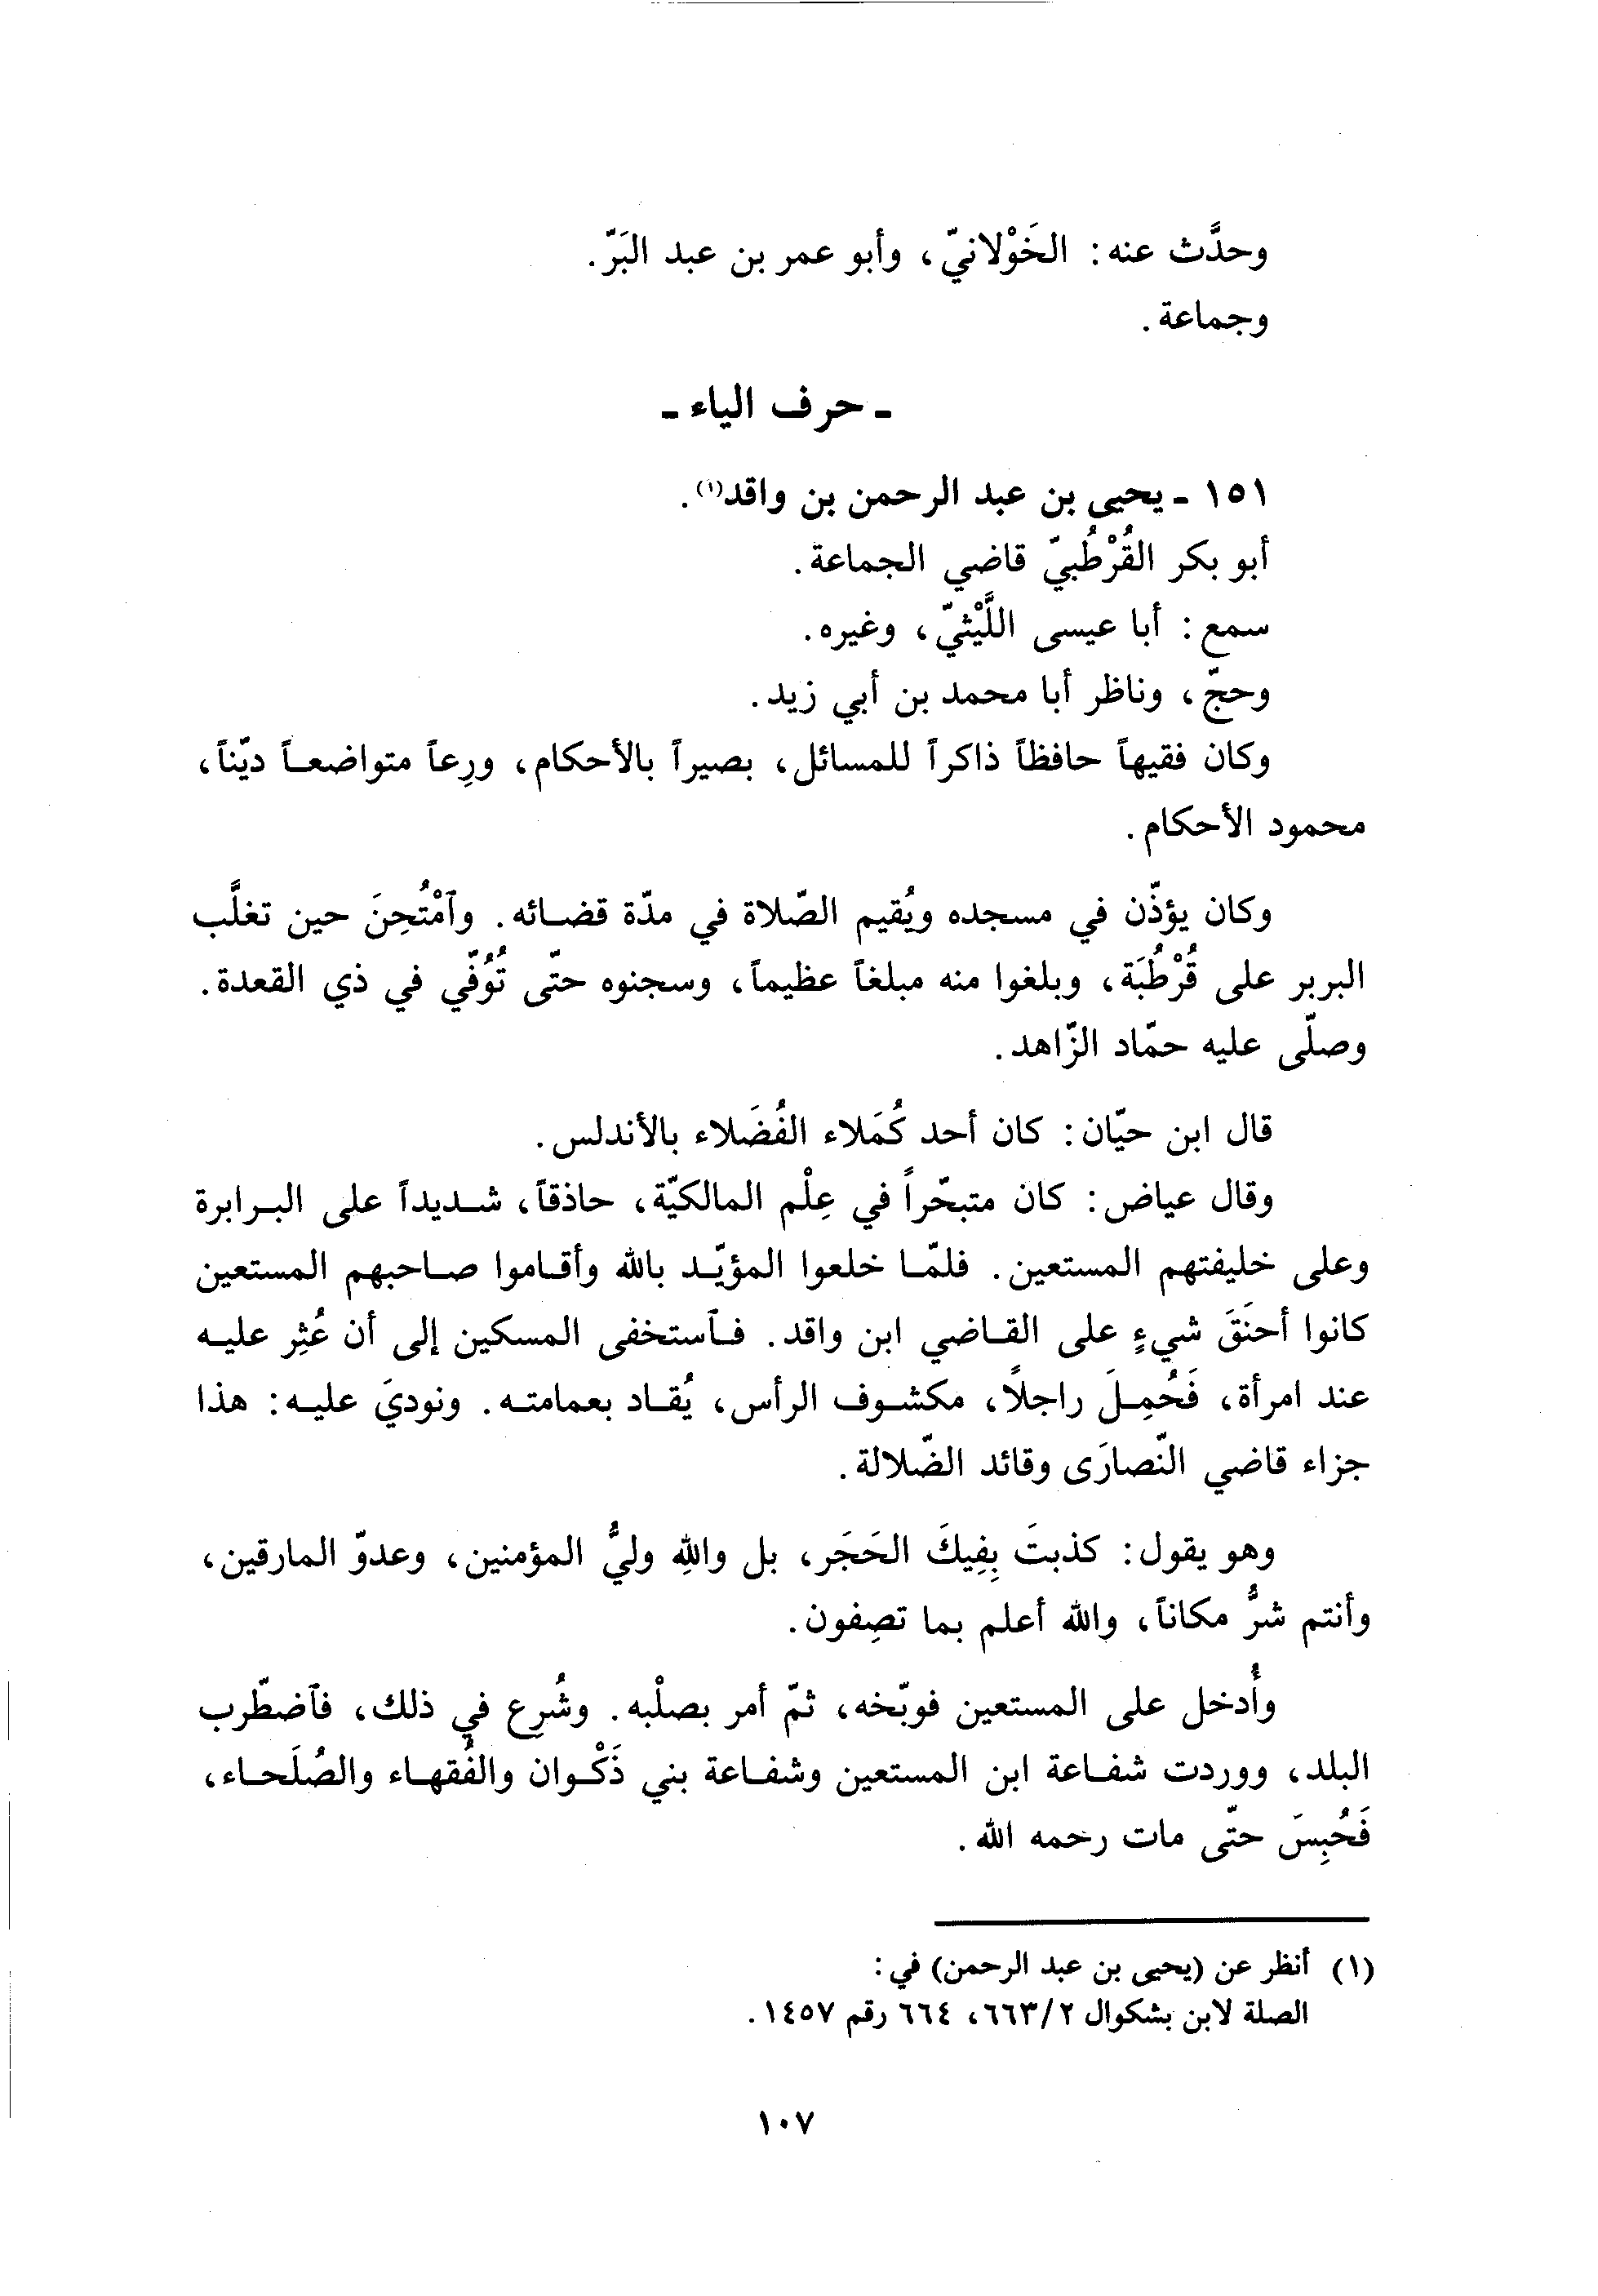 وحدَّث عنه: الخَوْلانيّ، وأبو عمر بن عبد البَرّ.
وجماعة.
ـ حرف الياء ـ
١٥١ ـ يحيى بن عبد الرحمن بن واقد(١).
أبو بكر القُرْطُبيّ قاضي الجماعة.
سمع: أبا عيسى اللَّيْثيّ، وغيره.
وحجّ، وناظر أبا محمد بن أبي زيد.
وكان فقيهاً حافظاً ذاكراً للمسائل، بصيراً بالأحكام، ورِعاً متواضعاً ديّناً،
محمود الأحكام.
وكان يؤذّن في مسجده ويُقيم الصّلاة في مدّة قضائه. وٱمْتُحِنَ حين تغلَّب
البربر على قُرْطُبَة، وبلغوا منه مبلغاً عظيماً، وسجنوه حتّى تُوُفّي في ذي القعدة.
وصلّى عليه حمّاد الزّاهد.
قال ابن حيّان: كان أحد كُمَلاء الفُضَلاء بالأندلس.
وقال عياض: كان متبحّراً في عِلْم المالكيّة، حاذقاً، شديداً على البرابرة
وعلى خليفتهم المستعين. فلمّا خلعوا المؤيّد بالله وأقاموا صاحبهم المستعين
كانوا أحنَقَ شيءٍ على القاضي ابن واقد. فٱستخفى المسكين إلى أن عُثِر عليه
عند امرأة، فَحُمِلَ راجلاً، مكشوف الرأس، يُقاد بعمامته. ونوديَ عليه: هذا
جزاء قاضي النّصارَى وقائد الضّلالة.
وهو يقول: كذبتَ بِفِيكَ الحَجَر، بل واللهِ وليُّ المؤمنين، وعدوّ المارقين،
وأنتم شرُّ مكاناً، والله أعلم بما تصِفون.
وأُدخل على المستعين فوبّخه، ثمّ أمر بصلْبه. وشُرِع في ذلك، فٱضطّرب
البلد، ووردت شفاعة ابن المستعين وشفاعة بني ذَكْوان والفُقهاء والصُلَحاء،
فَحُبِسَ حتّى مات رحمه الله.
(١) أنظر عن (يحيى بن عبد الرحمن) في:
الصلة لابن بشكوال ٢/٦٦٣، ٦٦٤ رقم ١٤٥٧.
١٠٧